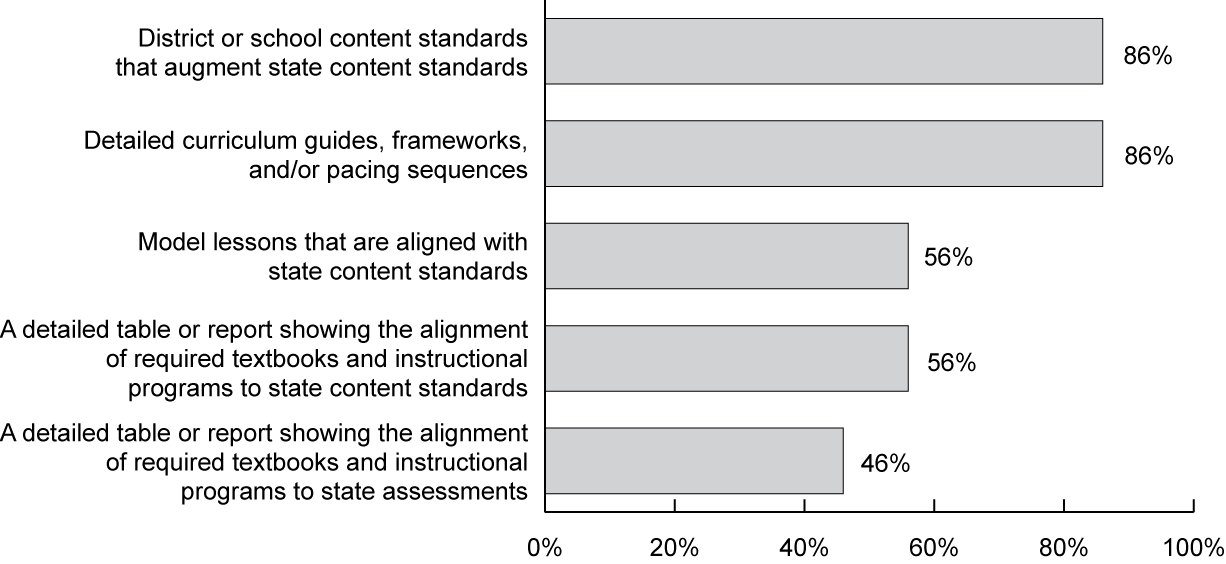 District or school content standards
that augment state content standards
86%
Detailed curriculum guides, frameworks,
and/or pacing sequences
86%
Model lessons that are aligned with
state content standards
56%
A detailed table or report showing the alignment
of required textbooks and instructional
programs to state content standards
56%
A detailed table or report showing the alignment
of required textbooks and instructional
programs to state assessments
46%
0% 20% 40% 60% 80% 100%